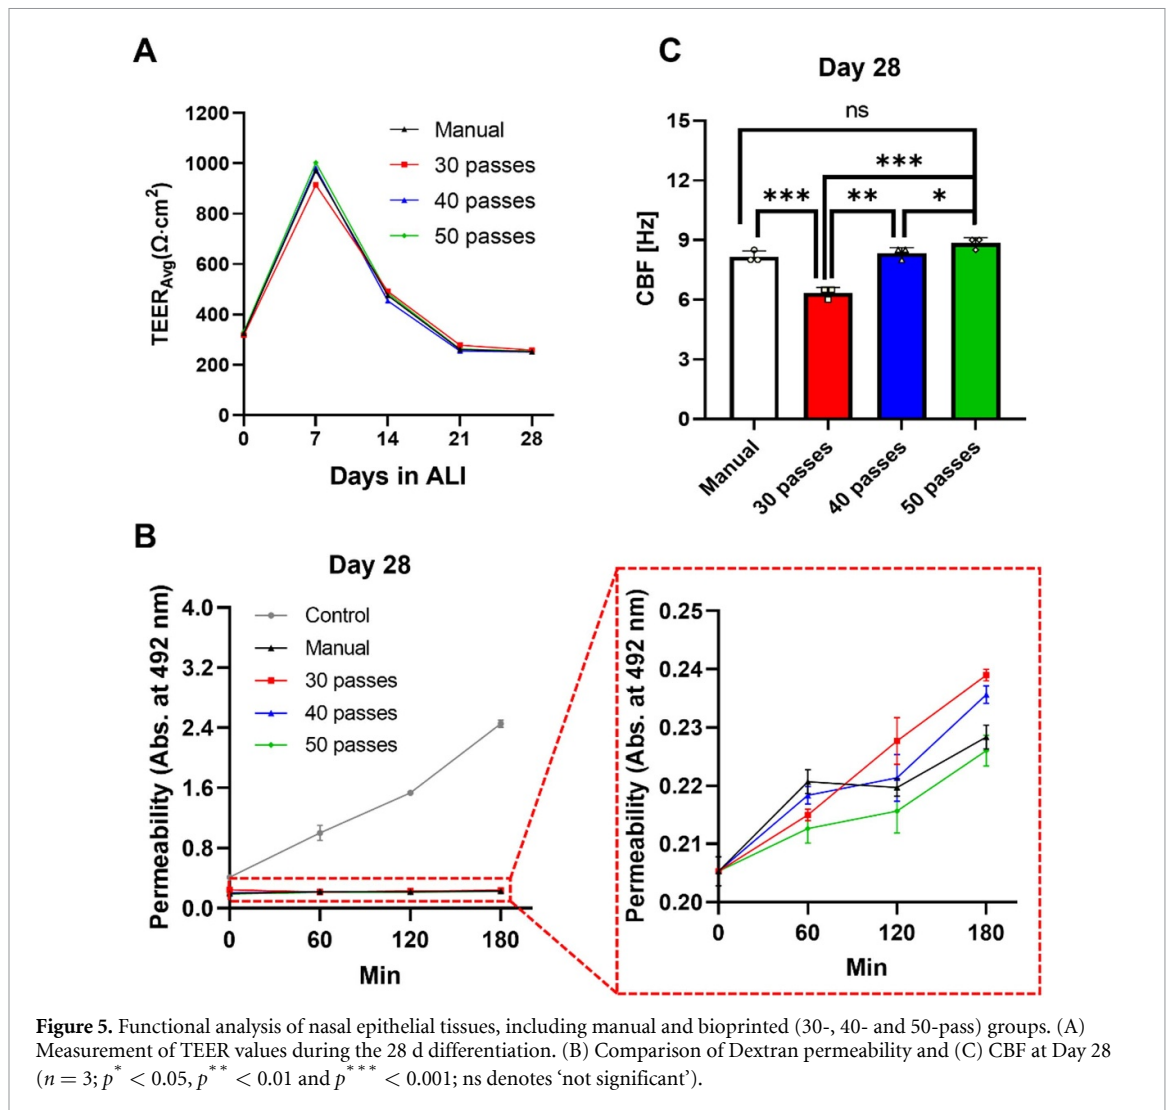 A
1200
1000
800
600
400
200
0
TEER_Avg(Ω·cm²)
Manual
30 passes
40 passes
50 passes
0 7 14 21 28
Days in ALI
C
Day 28
ns
***
*** ** *
15
12
9
6
3
0
CBF [Hz]
Manual
30 passes
40 passes
50 passes
B
Day 28
4.0
3.2
2.4
1.6
0.8
0.0
Permeability (Abs. at 492 nm)
Control
Manual
30 passes
40 passes
50 passes
0 60 120 180
Min
0.25
0.24
0.23
0.22
0.21
0.20
Permeability (Abs. at 492 nm)
0 60 120 180
Min
Figure 5. Functional analysis of nasal epithelial tissues, including manual and bioprinted (30-, 40- and 50-pass) groups. (A)
Measurement of TEER values during the 28 d differentiation. (B) Comparison of Dextran permeability and (C) CBF at Day 28
(n = 3; p* < 0.05, p** < 0.01 and p*** < 0.001; ns denotes ‘not significant’).